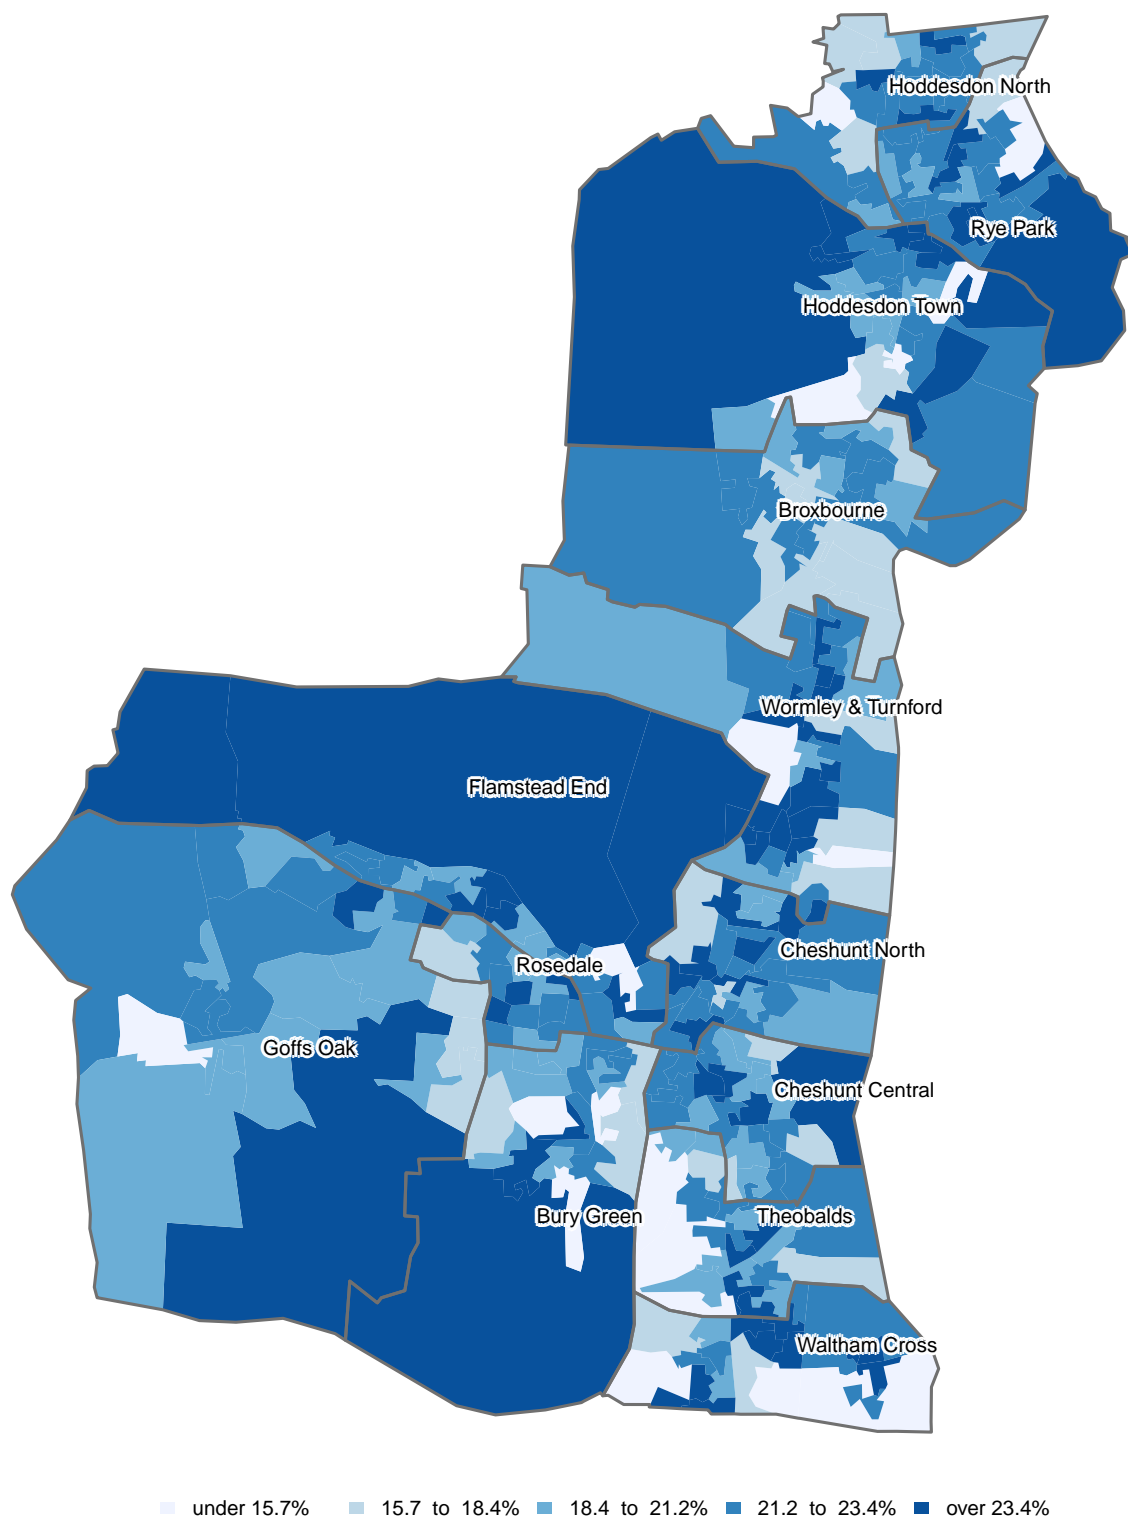 Hoddesdon North
Rye Park
Hoddesdon Town
Broxbourne
Wormley & Turnford
Flamstead End
Cheshunt North
Rosedale
Goffs Oak
Cheshunt Central
Bury Green
Theobalds
Waltham Cross
under 15.7% 15.7 to 18.4% 18.4 to 21.2% 21.2 to 23.4% over 23.4%